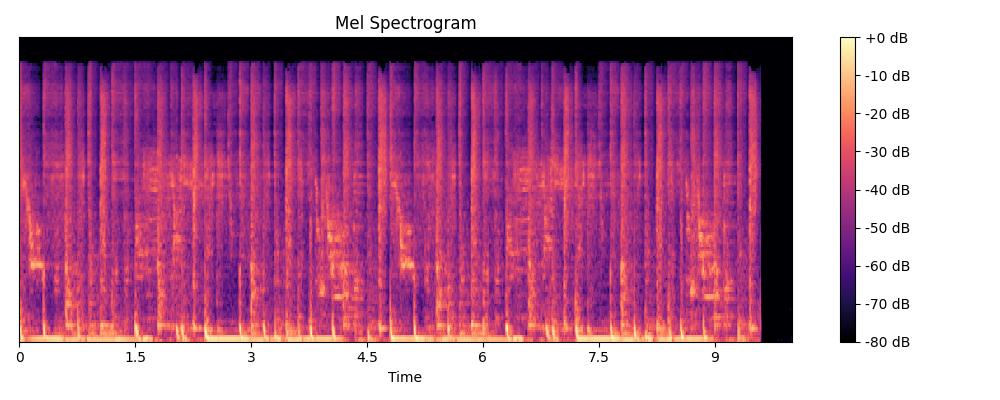 Mel Spectrogram
+0 dB
-10 dB
-20 dB
-30 dB
-40 dB
-50 dB
-60 dB
-70 dB
-80 dB
0 1.5 3 4.5 6 7.5 9
Time